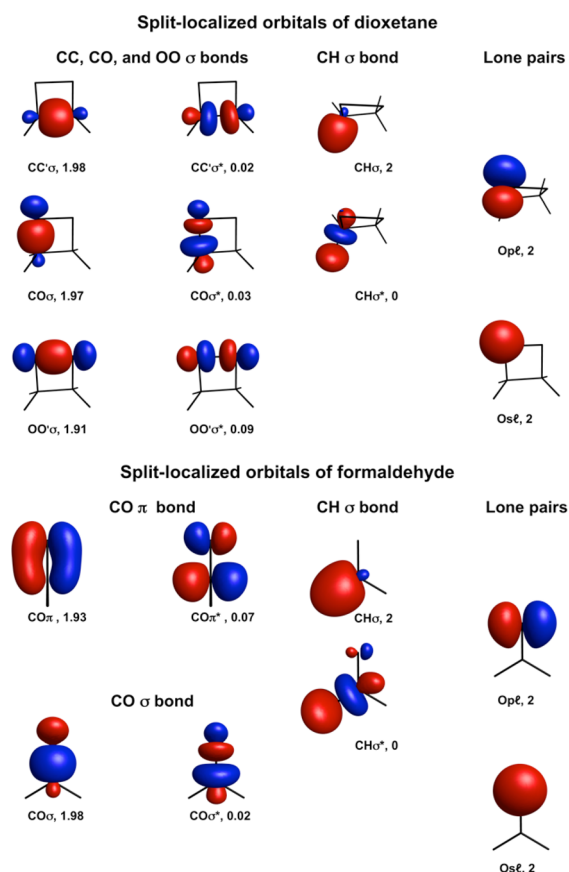 Split-localized orbitals of dioxetane
CC, CO, and OO σ bonds
CH σ bond
Lone pairs
CC'σ, 1.98
CC'σ*, 0.02
CHσ, 2
Opℓ, 2
COσ, 1.97
COσ*, 0.03
CHσ*, 0
OO'σ, 1.91
OO'σ*, 0.09
Osℓ, 2
Split-localized orbitals of formaldehyde
CO π bond
CH σ bond
Lone pairs
COπ , 1.93
COπ*, 0.07
CHσ, 2
Opℓ, 2
CO σ bond
CHσ*, 0
COσ, 1.98
COσ*, 0.02
Osℓ, 2